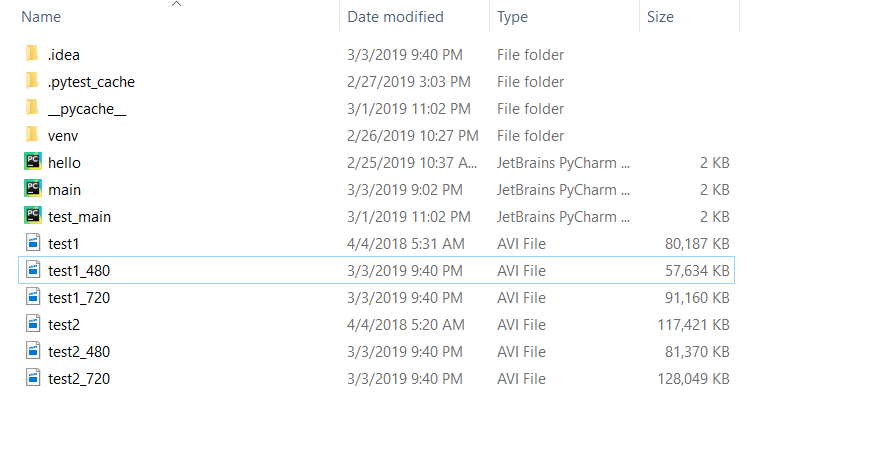 Name Date modified Type Size
.idea 3/3/2019 9:40 PM File folder
.pytest_cache 2/27/2019 3:03 PM File folder
__pycache__ 3/1/2019 11:02 PM File folder
venv 2/26/2019 10:27 PM File folder
PC hello 2/25/2019 10:37 A... JetBrains PyCharm ... 2 KB
PC main 3/3/2019 9:02 PM JetBrains PyCharm ... 2 KB
PC test_main 3/1/2019 11:02 PM JetBrains PyCharm ... 2 KB
test1 4/4/2018 5:31 AM AVI File 80,187 KB
test1_480 3/3/2019 9:40 PM AVI File 57,634 KB
test1_720 3/3/2019 9:40 PM AVI File 91,160 KB
test2 4/4/2018 5:20 AM AVI File 117,421 KB
test2_480 3/3/2019 9:40 PM AVI File 81,370 KB
test2_720 3/3/2019 9:40 PM AVI File 128,049 KB